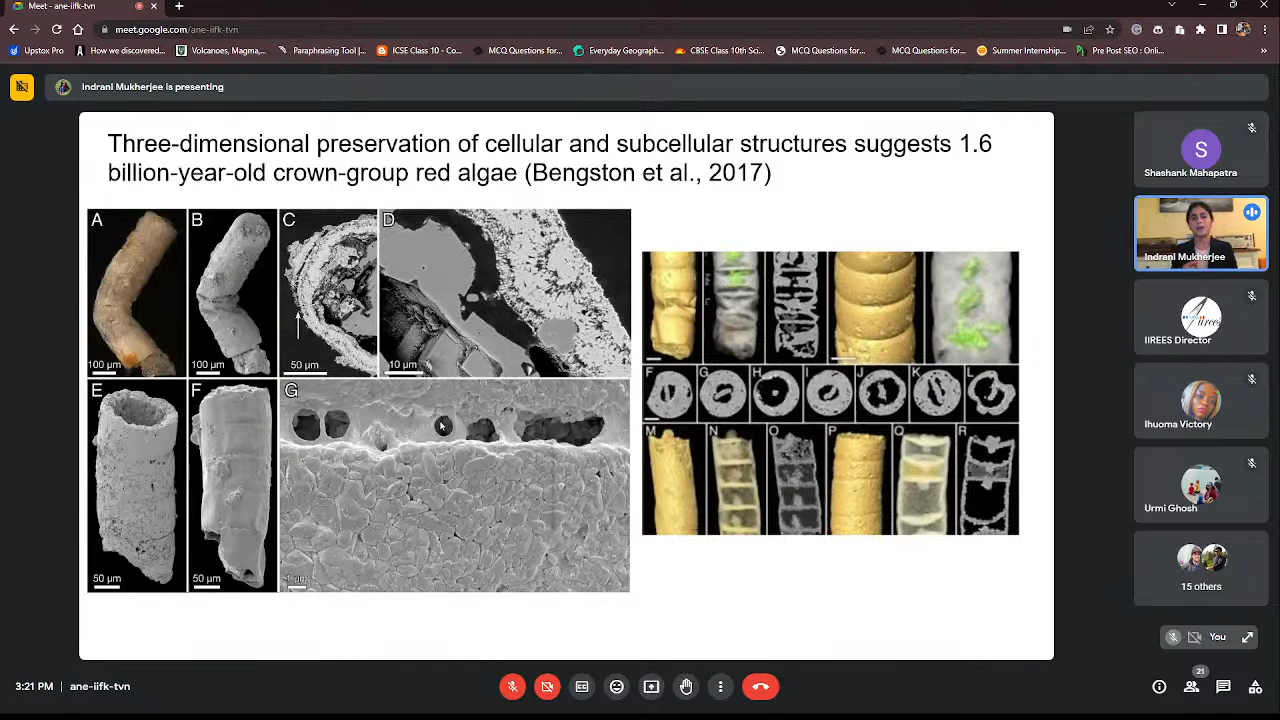 Meet - ane-iifk-tvn
meet.google.com/ane-iifk-tvn
Upstox Pro
How we discovered...
Volcanoes, Magma,...
Paraphrasing Tool |...
ICSE Class 10 - Co...
MCQ Questions for...
Everyday Geograph...
CBSE Class 10th Sci...
MCQ Questions for...
MCQ Questions for...
Summer Internship...
Pre Post SEO : Onli...
Indrani Mukherjee is presenting
Three-dimensional preservation of cellular and subcellular structures suggests 1.6
billion-year-old crown-group red algae (Bengston et al., 2017)
A
B
C
D
100 µm
100 µm
50 µm
10 µm
E
F
G
50 µm
50 µm
1 µm
F
G
H
I
J
K
L
M
N
O
P
Q
R
S
Shashank Mahapatra
Indrani Mukherjee
IIREES Director
Ihuoma Victory
Urmi Ghosh
15 others
You
3:21 PM | ane-iifk-tvn
21